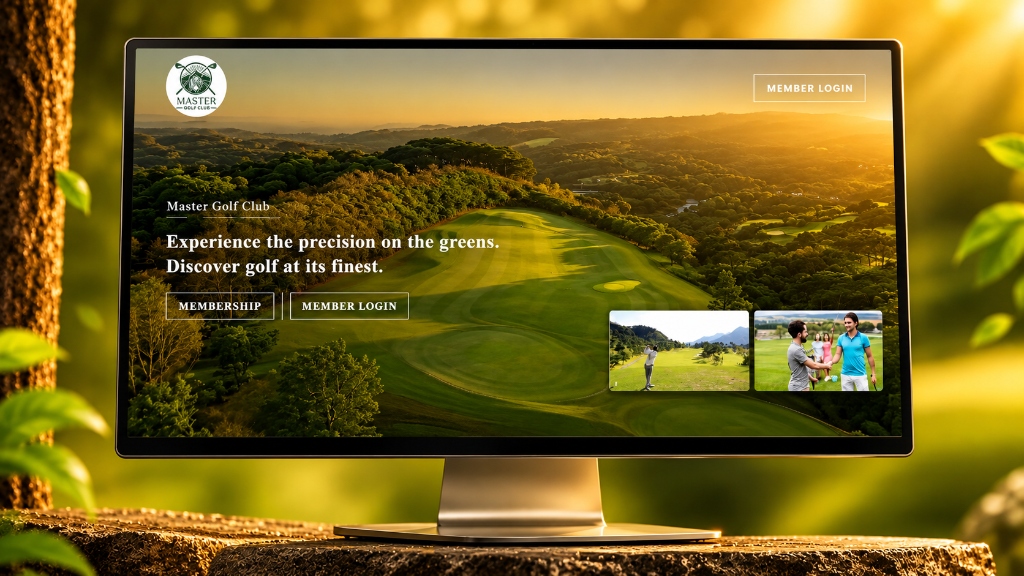 MASTER
GOLF CLUB
MEMBER LOGIN
Master Golf Club
Experience the precision on the greens.
Discover golf at its finest.
MEMBERSHIP
MEMBER LOGIN